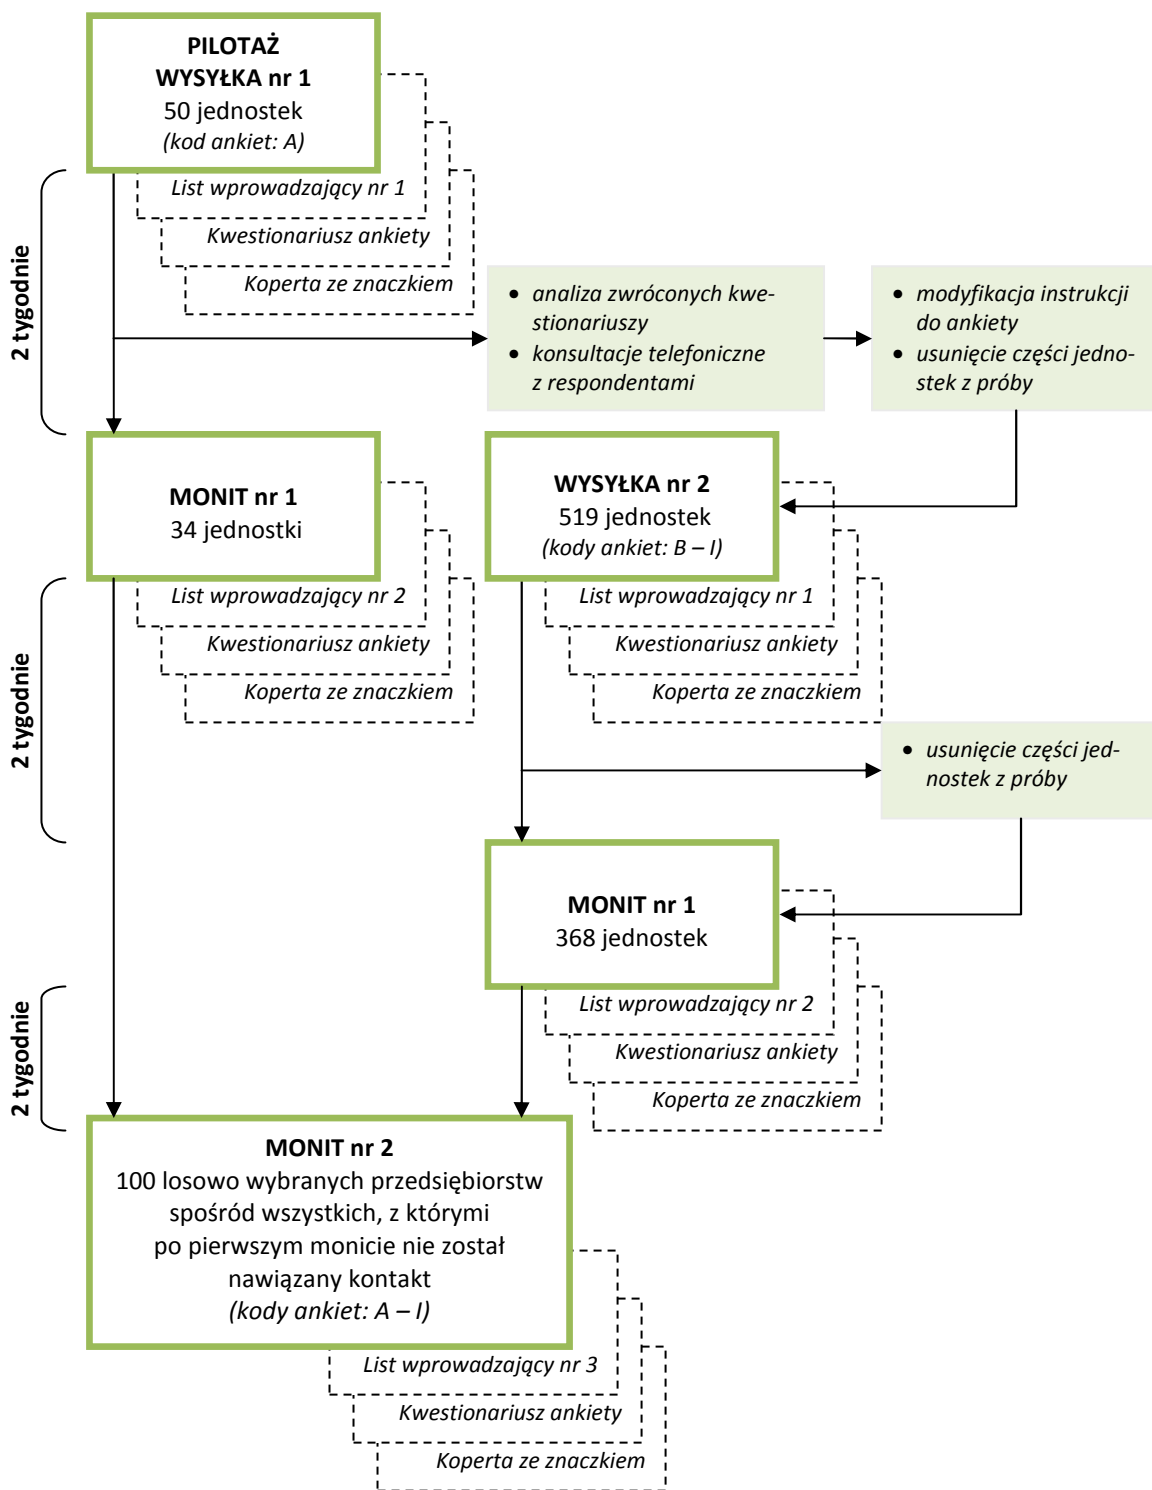 PILOTAŻ
WYSYŁKA nr 1
50 jednostek
(kod ankiet: A)
List wprowadzający nr 1
Kwestionariusz ankiety
Koperta ze znaczkiem
2 tygodnie
• analiza zwróconych kwe-
stionariuszy
• konsultacje telefoniczne
z respondentami
• modyfikacja instrukcji
do ankiety
• usunięcie części jedno-
stek z próby
MONIT nr 1
34 jednostki
List wprowadzający nr 2
Kwestionariusz ankiety
Koperta ze znaczkiem
WYSYŁKA nr 2
519 jednostek
(kody ankiet: B – I)
List wprowadzający nr 1
Kwestionariusz ankiety
Koperta ze znaczkiem
2 tygodnie
• usunięcie części jed-
nostek z próby
MONIT nr 1
368 jednostek
List wprowadzający nr 2
Kwestionariusz ankiety
Koperta ze znaczkiem
2 tygodnie
MONIT nr 2
100 losowo wybranych przedsiębiorstw
spośród wszystkich, z którymi
po pierwszym monicie nie został
nawiązany kontakt
(kody ankiet: A – I)
List wprowadzający nr 3
Kwestionariusz ankiety
Koperta ze znaczkiem